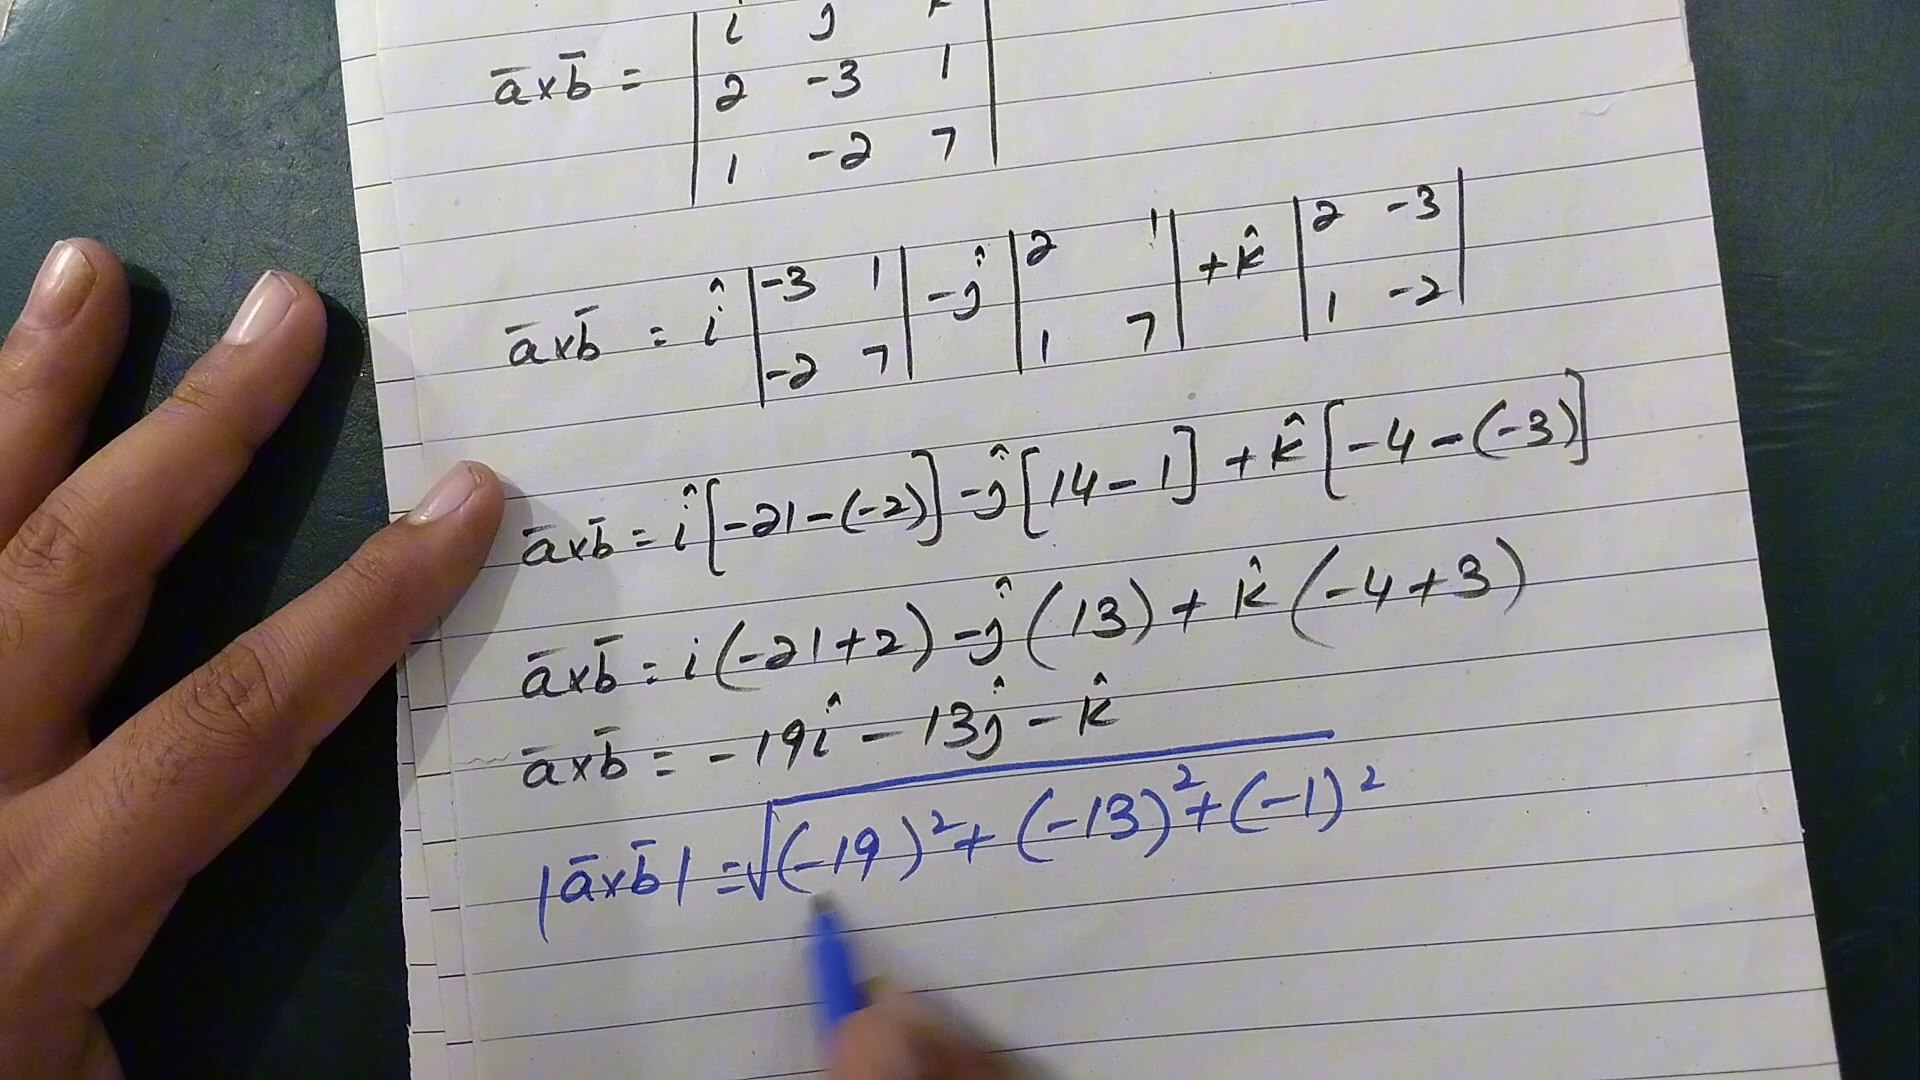 i j
a̅×b̅ = | 2 -3 1 |
1 -2 7
a̅×b̅ = î |-3 1| -ĵ |2 1| +k̂ |2 -3|
|-2 7| |1 7| |1 -2|
a̅×b̅ = î[-21-(-2)] -ĵ[14-1] + k̂[-4-(-3)]
a̅×b̅ = i(-21+2) -ĵ(13) + k̂(-4+3)
a̅×b̅ = -19î - 13ĵ - k̂
|a̅×b̅| = √(-19)² + (-13)² + (-1)²